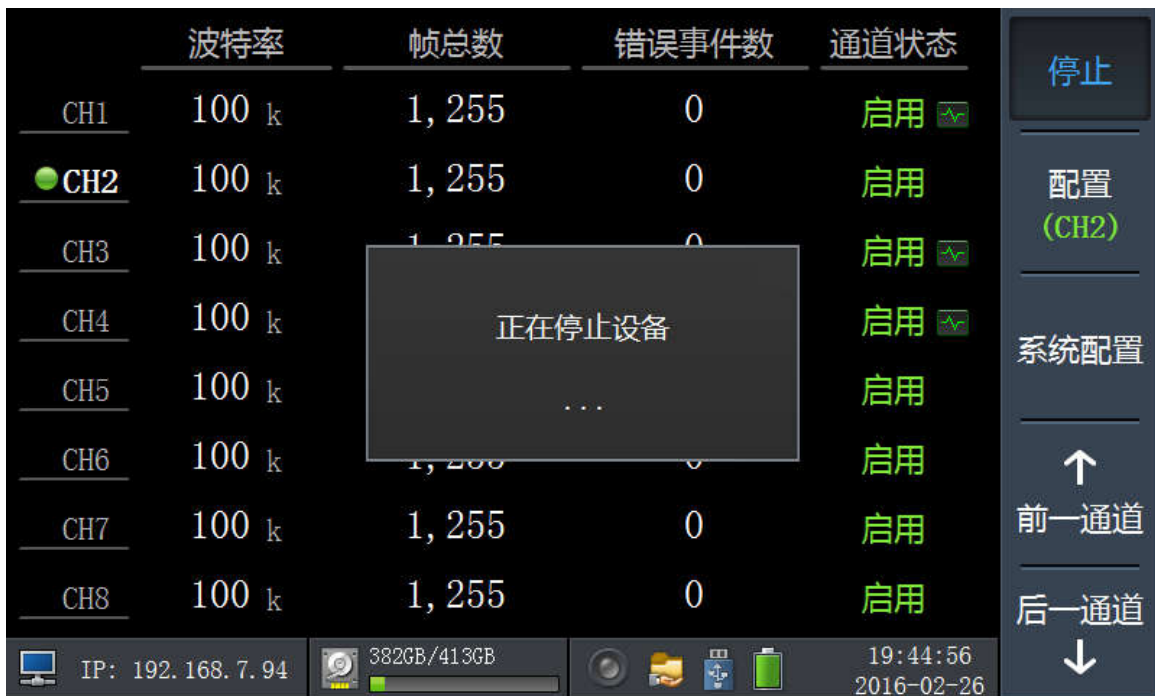 波特率 帧总数 错误事件数 通道状态
CH1 100 k 1,255 0 启用
CH2 100 k 1,255 0 启用
CH3 100 k 1,255 0 启用
CH4 100 k 启用
CH5 100 k 启用
CH6 100 k 启用
CH7 100 k 1,255 0 启用
CH8 100 k 1,255 0 启用
正在停止设备
...
停止
配置
(CH2)
系统配置
↑
前一通道
后一通道
↓
IP: 192.168.7.94
382GB/413GB
19:44:56
2016-02-26